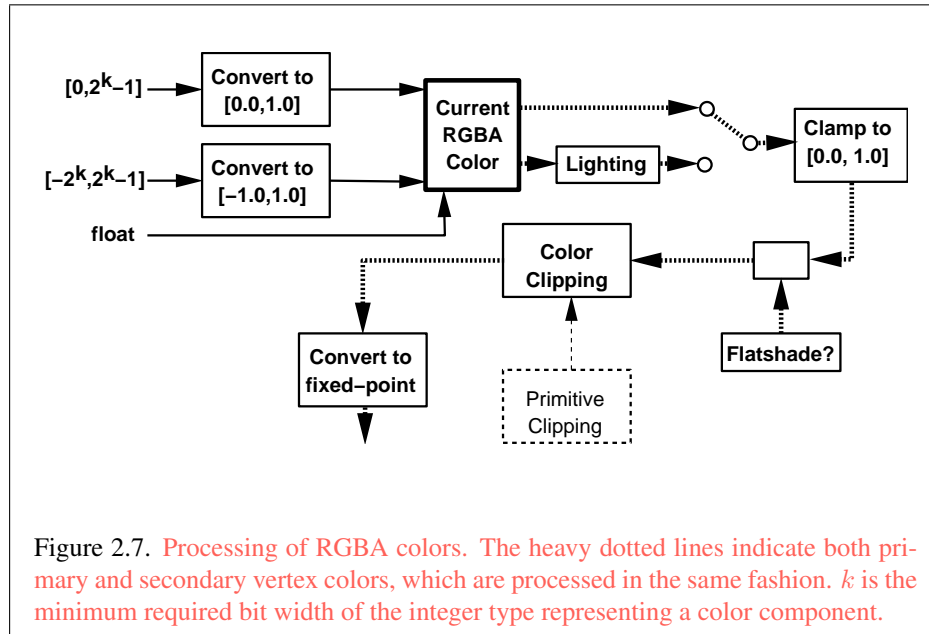 [0,2^k−1]
Convert to
[0.0,1.0]
Current
RGBA
Color
Clamp to
[0.0, 1.0]
Lighting
[−2^k,2^k−1]
Convert to
[−1.0,1.0]
float
Color
Clipping
Flatshade?
Convert to
fixed−point
Primitive
Clipping
Figure 2.7. Processing of RGBA colors. The heavy dotted lines indicate both pri-
mary and secondary vertex colors, which are processed in the same fashion. k is the
minimum required bit width of the integer type representing a color component.